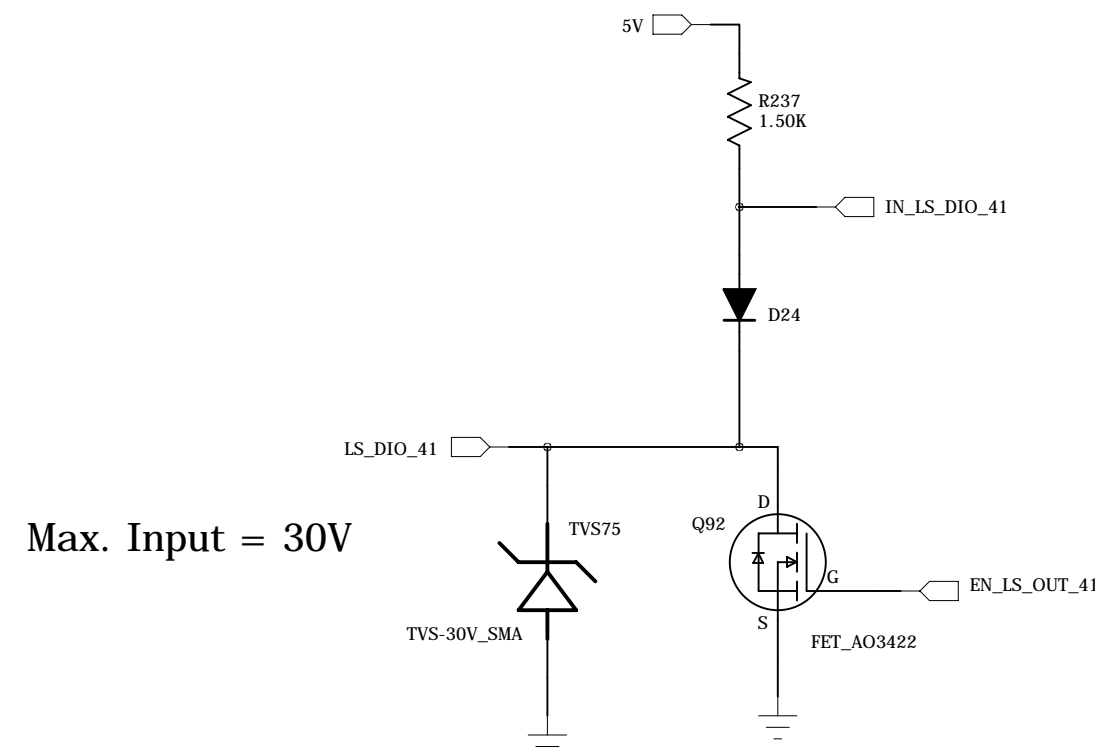 5V
R237
1.50K
IN_LS_DIO_41
D24
LS_DIO_41
Max. Input = 30V
TVS75
TVS-30V_SMA
Q92
D
G
S
EN_LS_OUT_41
FET_AO3422